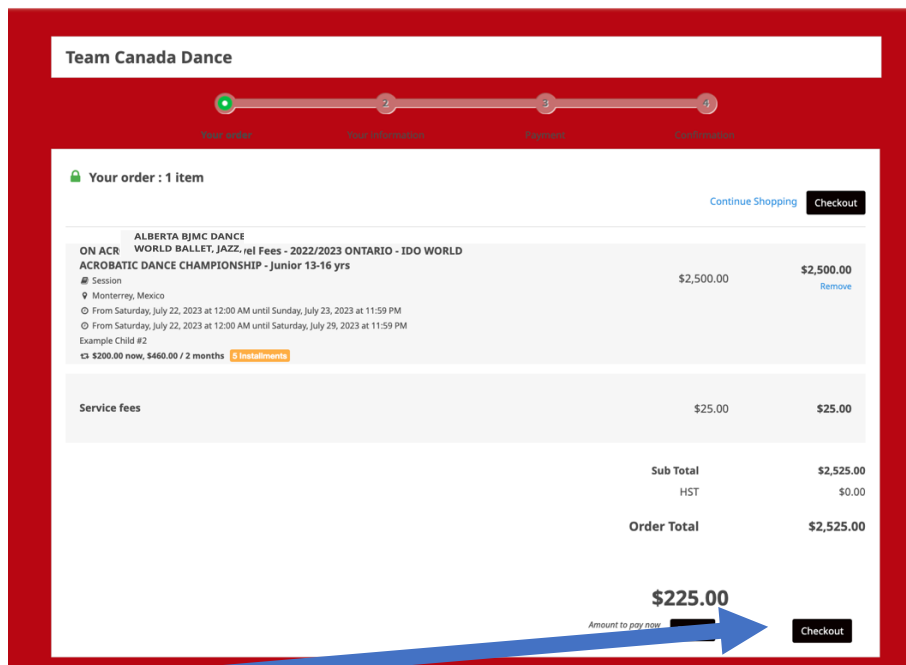 Team Canada Dance
2 3 4
Your order Your information Payment Confirmation
Your order : 1 item
Continue Shopping Checkout
ALBERTA BJMC DANCE
WORLD BALLET, JAZZ,
ON ACR vel Fees - 2022/2023 ONTARIO - IDO WORLD
ACROBATIC DANCE CHAMPIONSHIP - Junior 13-16 yrs
$2,500.00 $2,500.00
Session
Remove
Monterrey, Mexico
From Saturday, July 22, 2023 at 12:00 AM until Sunday, July 23, 2023 at 11:59 PM
From Saturday, July 22, 2023 at 12:00 AM until Saturday, July 29, 2023 at 11:59 PM
Example Child #2
$200.00 now, $460.00 / 2 months 5 Installments
Service fees $25.00 $25.00
Sub Total $2,525.00
HST $0.00
Order Total $2,525.00
$225.00
Amount to pay now
Checkout